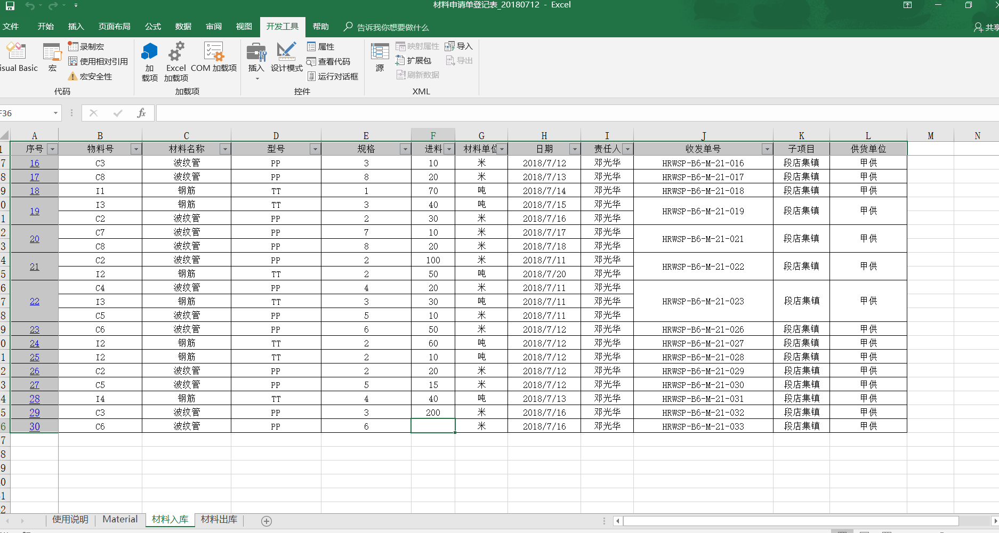 材料申请单登记表_20180712 - Excel
文件 开始 插入 页面布局 公式 数据 审阅 视图 开发工具 帮助 告诉我你想要做什么 共享
isual Basic 宏 录制宏 使用相对引用 宏安全性 代码
加载项 Excel 加载项 COM 加载项 加载项
插入 设计模式 属性 查看代码 运行对话框 控件
源 映射属性 扩展包 刷新数据 导入 导出 XML
F36 fx
A B C D E F G H I J K L M N
1 序号 物料号 材料名称 型号 规格 进料 材料单位 日期 责任人 收发单号 子项目 供货单位
7 16 C3 波纹管 PP 3 10 米 2018/7/12 邓光华 HRWSP-B6-M-21-016 段店集镇 甲供
8 17 C8 波纹管 PP 8 20 米 2018/7/13 邓光华 HRWSP-B6-M-21-017 段店集镇 甲供
9 18 I1 钢筋 TT 1 70 吨 2018/7/14 邓光华 HRWSP-B6-M-21-018 段店集镇 甲供
0 19 I3 钢筋 TT 3 40 吨 2018/7/15 邓光华 HRWSP-B6-M-21-019 段店集镇 甲供
1 C2 波纹管 PP 2 30 米 2018/7/16 邓光华
2 20 C7 波纹管 PP 7 10 米 2018/7/17 邓光华 HRWSP-B6-M-21-021 段店集镇 甲供
3 C8 波纹管 PP 8 20 米 2018/7/18 邓光华
4 21 C2 波纹管 PP 2 100 米 2018/7/11 邓光华 HRWSP-B6-M-21-022 段店集镇 甲供
5 I2 钢筋 TT 2 50 吨 2018/7/20 邓光华
6 C4 波纹管 PP 4 20 米 2018/7/11 邓光华
7 22 I3 钢筋 TT 3 30 吨 2018/7/11 邓光华 HRWSP-B6-M-21-023 段店集镇 甲供
8 C5 波纹管 PP 5 10 米 2018/7/11 邓光华
9 23 C6 波纹管 PP 6 50 米 2018/7/12 邓光华 HRWSP-B6-M-21-026 段店集镇 甲供
0 24 I2 钢筋 TT 2 60 吨 2018/7/12 邓光华 HRWSP-B6-M-21-027 段店集镇 甲供
1 25 I2 钢筋 TT 2 10 吨 2018/7/12 邓光华 HRWSP-B6-M-21-028 段店集镇 甲供
2 26 C2 波纹管 PP 2 20 米 2018/7/12 邓光华 HRWSP-B6-M-21-029 段店集镇 甲供
3 27 C5 波纹管 PP 5 15 米 2018/7/12 邓光华 HRWSP-B6-M-21-030 段店集镇 甲供
4 28 I4 钢筋 TT 4 40 吨 2018/7/13 邓光华 HRWSP-B6-M-21-031 段店集镇 甲供
5 29 C3 波纹管 PP 3 200 米 2018/7/16 邓光华 HRWSP-B6-M-21-032 段店集镇 甲供
6 30 C6 波纹管 PP 6 米 2018/7/16 邓光华 HRWSP-B6-M-21-033 段店集镇 甲供
7
8
9
0
1
2
使用说明 Material 材料入库 材料出库